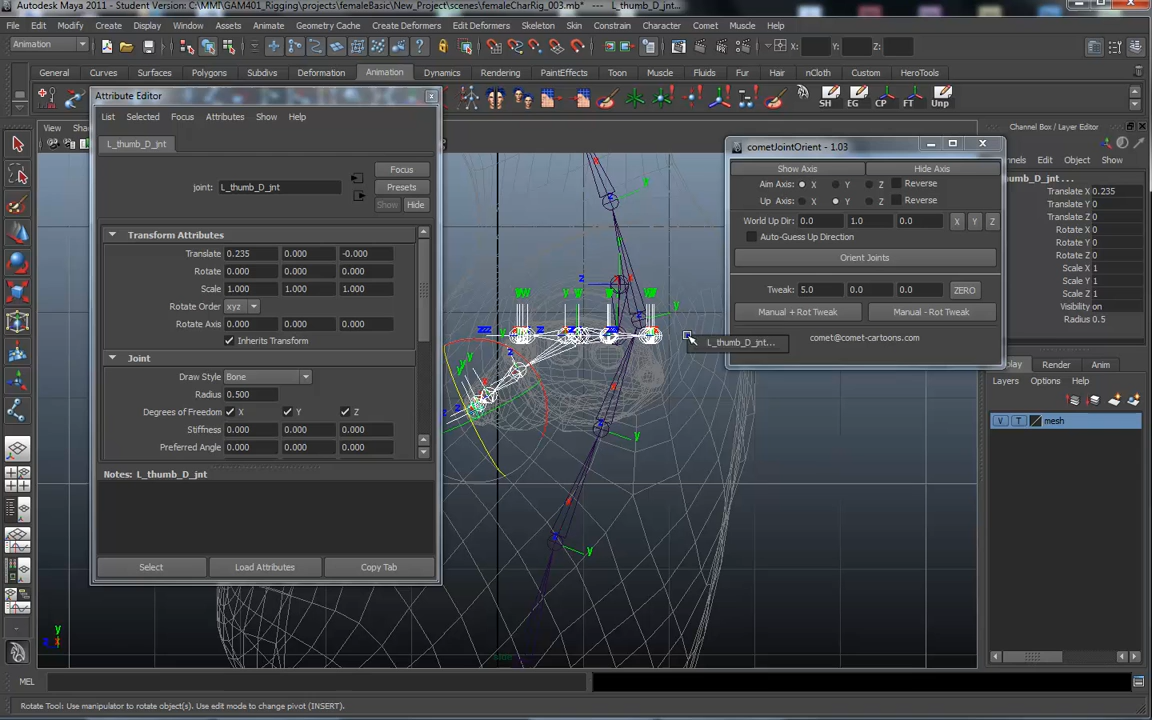 Autodesk Maya 2011 - Student Version: C:\MMI\GAM401_Rigging\projects\femaleBasic\New_Project\scenes\femaleCharRig_003.mb* --- L_thumb_D_jnt...
File Edit Modify Create Display Window Assets Animate Geometry Cache Create Deformers Edit Deformers Skeleton Skin Constrain Character Comet Muscle Help
Animation X: Y: Z:
General Curves Surfaces Polygons Subdivs Deformation Animation Dynamics Rendering PaintEffects Toon Muscle Fluids Fur Hair nCloth Custom HeroTools
SH EG CP FT Unp
Attribute Editor
List Selected Focus Attributes Show Help
L_thumb_D_jnt
joint: L_thumb_D_jnt
Focus
Presets
Show Hide
Transform Attributes
Translate 0.235 0.000 -0.000
Rotate 0.000 0.000 0.000
Scale 1.000 1.000 1.000
Rotate Order xyz
Rotate Axis 0.000 0.000 0.000
Inherits Transform
Joint
Draw Style Bone
Radius 0.500
Degrees of Freedom X Y Z
Stiffness 0.000 0.000 0.000
Preferred Angle 0.000 0.000 0.000
Notes: L_thumb_D_jnt
Select Load Attributes Copy Tab
View
L_thumb_D_jnt...
cometJointOrient - 1.03
Show Axis Hide Axis
Aim Axis: X Y Z Reverse
Up Axis: X Y Z Reverse
World Up Dir: 0.0 1.0 0.0 X Y Z
Auto-Guess Up Direction
Orient Joints
Tweak: 5.0 0.0 0.0 ZERO
Manual + Rot Tweak Manual - Rot Tweak
comet@comet-cartoons.com
Channel Box / Layer Editor
Edit Object Show
Translate X 0.235
Translate Y 0
Translate Z 0
Rotate X 0
Rotate Y 0
Rotate Z 0
Scale X 1
Scale Y 1
Scale Z 1
Visibility on
Radius 0.5
Render Anim
Layers Options Help
V T mesh
MEL
Rotate Tool: Use manipulator to rotate object(s). Use edit mode to change pivot (INSERT).